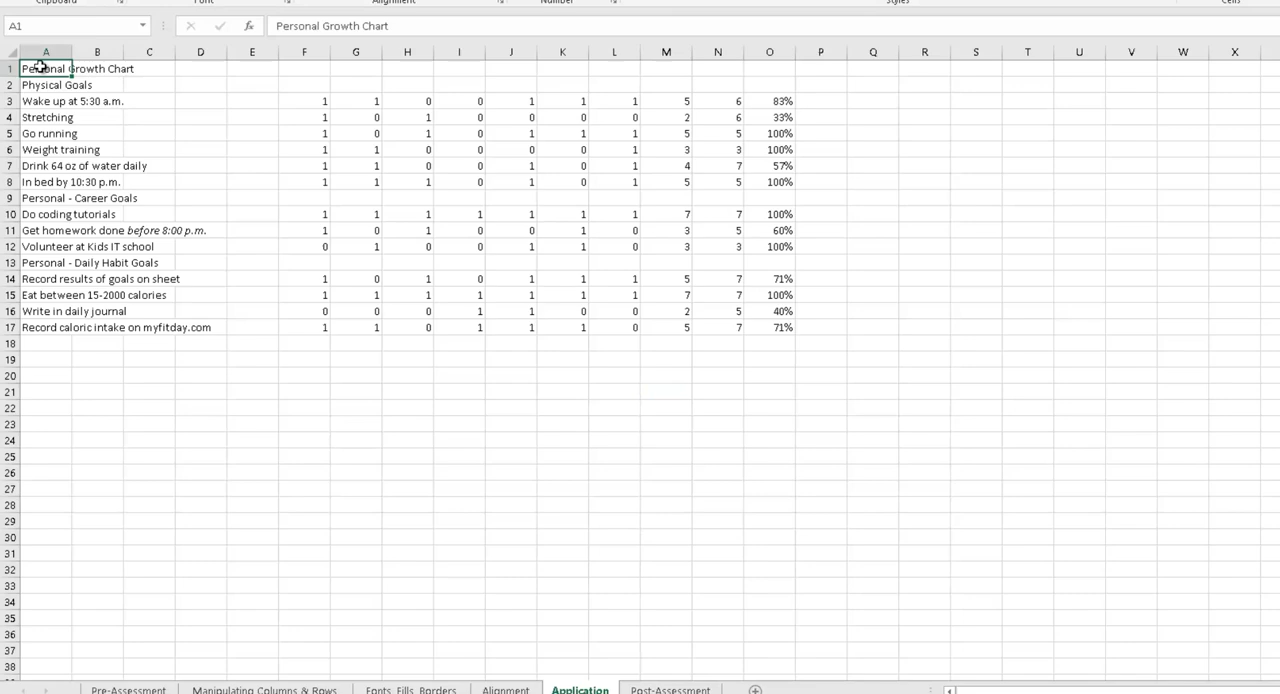 Clipboard Font Alignment Number Styles Cells
A1 fx Personal Growth Chart
A B C D E F G H I J K L M N O P Q R S T U V W X
1 Personal Growth Chart
2 Physical Goals
3 Wake up at 5:30 a.m. 1 1 0 0 1 1 1 5 6 83%
4 Stretching 1 0 1 0 0 0 0 2 6 33%
5 Go running 1 0 1 0 1 1 1 5 5 100%
6 Weight training 1 1 0 0 0 0 1 3 3 100%
7 Drink 64 oz of water daily 1 1 0 0 1 0 1 4 7 57%
8 In bed by 10:30 p.m. 1 1 1 0 1 0 1 5 5 100%
9 Personal - Career Goals
10 Do coding tutorials 1 1 1 1 1 1 1 7 7 100%
11 Get homework done before 8:00 p.m. 1 0 1 0 0 1 0 3 5 60%
12 Volunteer at Kids IT school 0 1 0 0 1 1 0 3 3 100%
13 Personal - Daily Habit Goals
14 Record results of goals on sheet 1 0 1 0 1 1 1 5 7 71%
15 Eat between 15-2000 calories 1 1 1 1 1 1 1 7 7 100%
16 Write in daily journal 0 0 0 1 1 0 0 2 5 40%
17 Record caloric intake on myfitday.com 1 1 0 1 1 1 0 5 7 71%
18
19
20
21
22
23
24
25
26
27
28
29
30
31
32
33
34
35
36
37
38
Pre-Assessment Manipulating Columns & Rows Fonts, Fills, Borders Alignment Application Post-Assessment